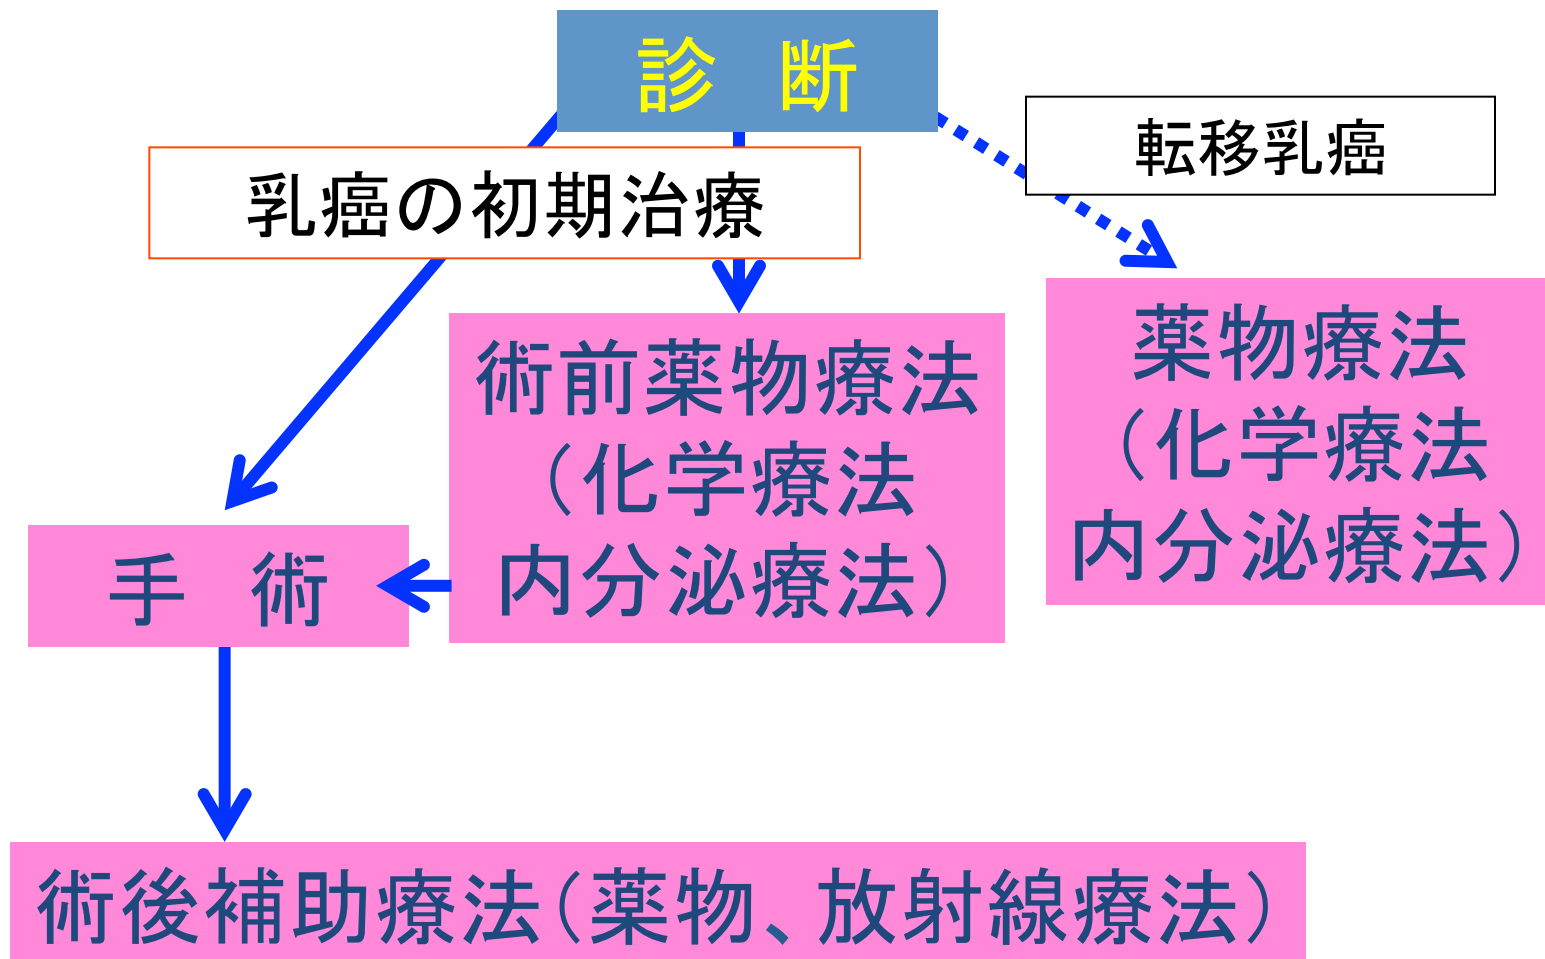 診　断
転移乳癌
乳癌の初期治療
術前薬物療法
（化学療法
内分泌療法）
薬物療法
（化学療法
内分泌療法）
手　術
術後補助療法（薬物、放射線療法）